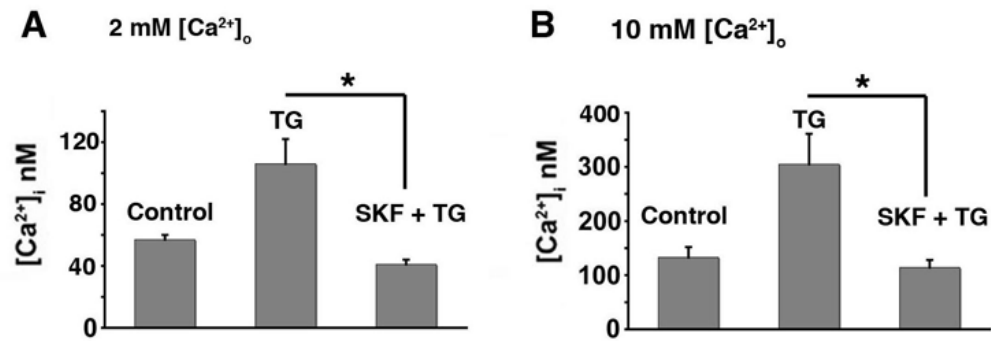 A 2 mM [Ca²⁺]ₒ
*
TG
Control
SKF + TG
[Ca²⁺]ᵢ nM
120
80
40
0
B 10 mM [Ca²⁺]ₒ
*
TG
Control
SKF + TG
[Ca²⁺]ᵢ nM
400
300
200
100
0